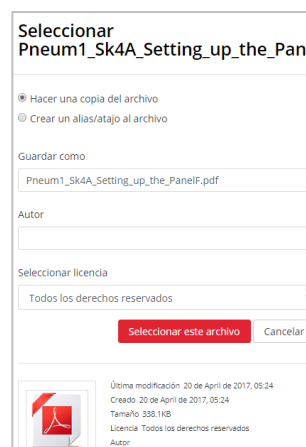 Seleccionar
Pneum1_Sk4A_Setting_up_the_Pan
Hacer una copia del archivo
Crear un alias/atajo al archivo
Guardar como
Pneum1_Sk4A_Setting_up_the_PanelF.pdf
Autor
Seleccionar licencia
Todos los derechos reservados
Seleccionar este archivo Cancelar
Última modificación 20 de April de 2017, 05:24
Creado 20 de April de 2017, 05:24
Tamaño 338.1KB
Licencia Todos los derechos reservados
Autor